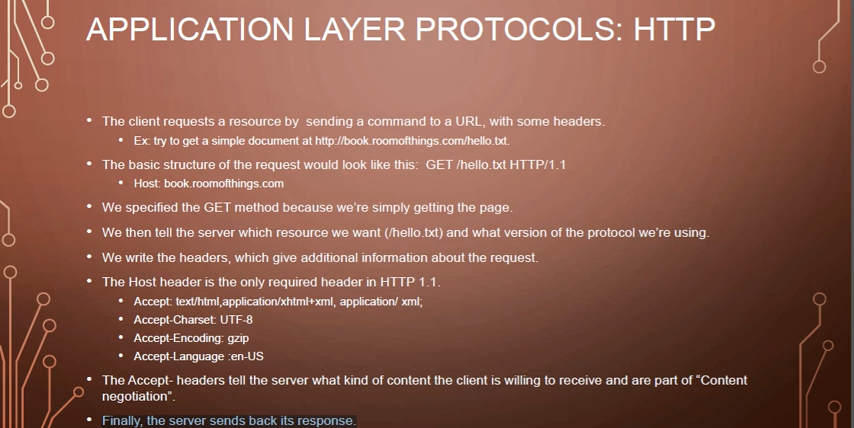 APPLICATION LAYER PROTOCOLS: HTTP
• The client requests a resource by sending a command to a URL, with some headers.
• Ex: try to get a simple document at http://book.roomofthings.com/hello.txt.
• The basic structure of the request would look like this: GET /hello.txt HTTP/1.1
• Host: book.roomofthings.com
• We specified the GET method because we’re simply getting the page.
• We then tell the server which resource we want (/hello.txt) and what version of the protocol we’re using.
• We write the headers, which give additional information about the request.
• The Host header is the only required header in HTTP 1.1.
• Accept: text/html,application/xhtml+xml, application/ xml;
• Accept-Charset: UTF-8
• Accept-Encoding: gzip
• Accept-Language :en-US
• The Accept- headers tell the server what kind of content the client is willing to receive and are part of “Content
negotiation”.
• Finally, the server sends back its response.